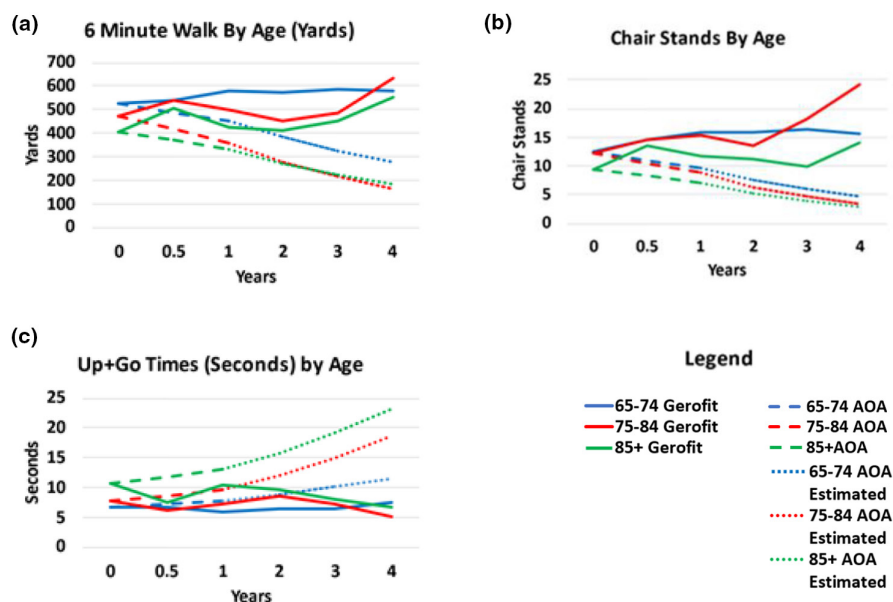 (a)
6 Minute Walk By Age (Yards)
700
600
500
400
300
200
100
0
Yards
0 0.5 1 2 3 4
Years
(b)
Chair Stands By Age
25
20
15
10
5
0
Chair Stands
0 0.5 1 2 3 4
Years
(c)
Up+Go Times (Seconds) by Age
25
20
15
10
5
0
Seconds
0 0.5 1 2 3 4
Years
Legend
65-74 Gerofit
75-84 Gerofit
85+ Gerofit
65-74 AOA
75-84 AOA
85+AOA
65-74 AOA
Estimated
75-84 AOA
Estimated
85+ AOA
Estimated